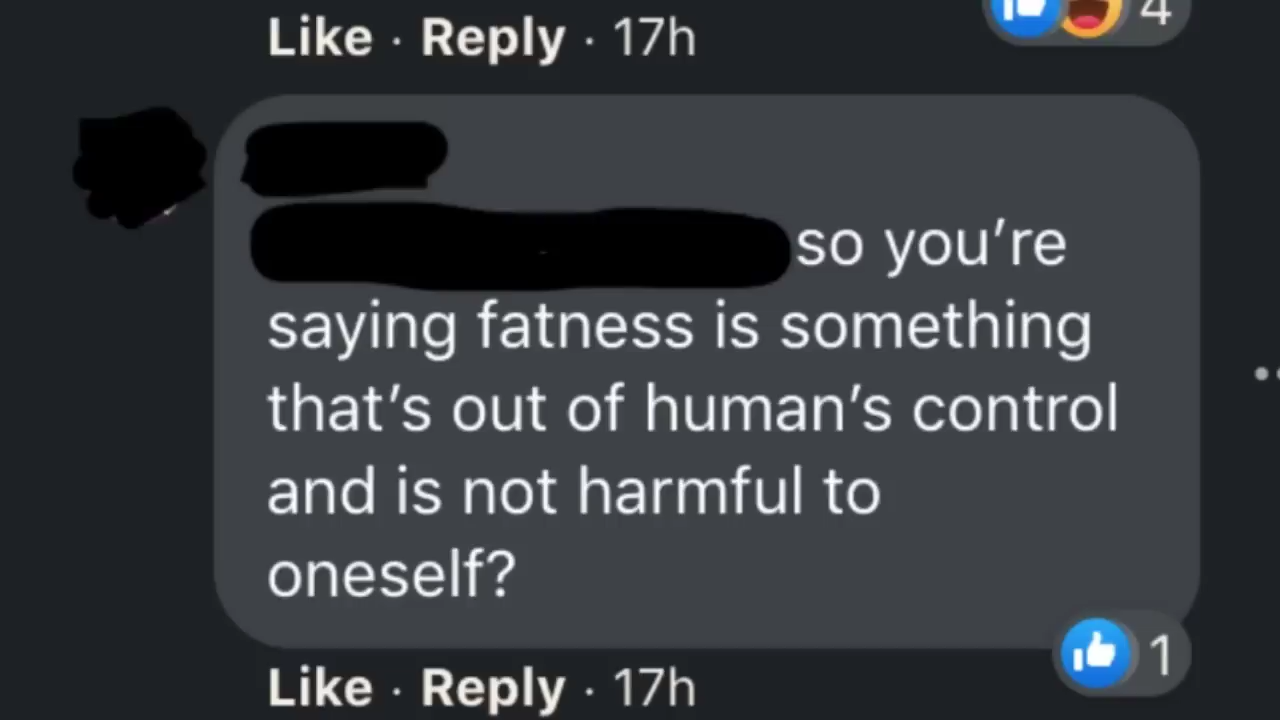 Like · Reply · 17h
4
so you’re
saying fatness is something
that’s out of human’s control
and is not harmful to
oneself?
1
Like · Reply · 17h